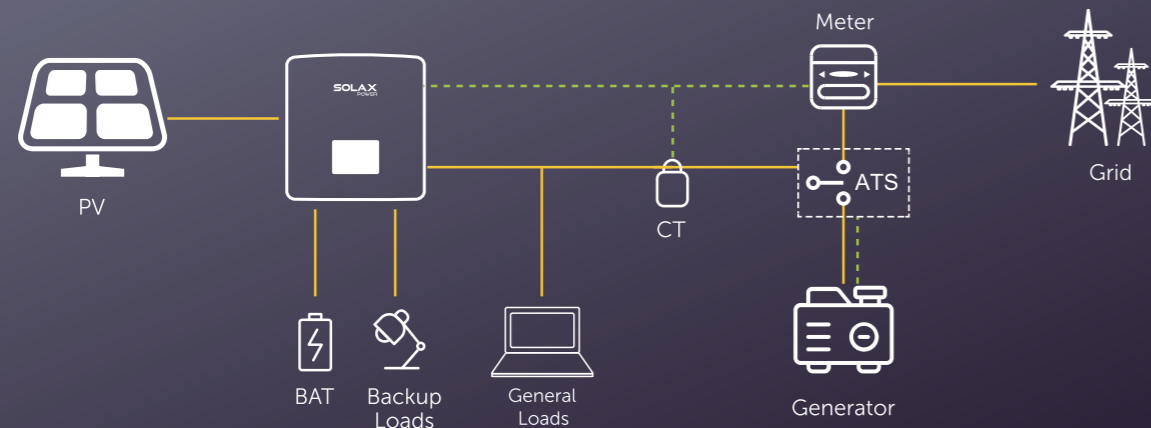 Meter
SOLAX
POWER
ATS
Grid
PV
CT
BAT
Backup
Loads
General
Loads
Generator